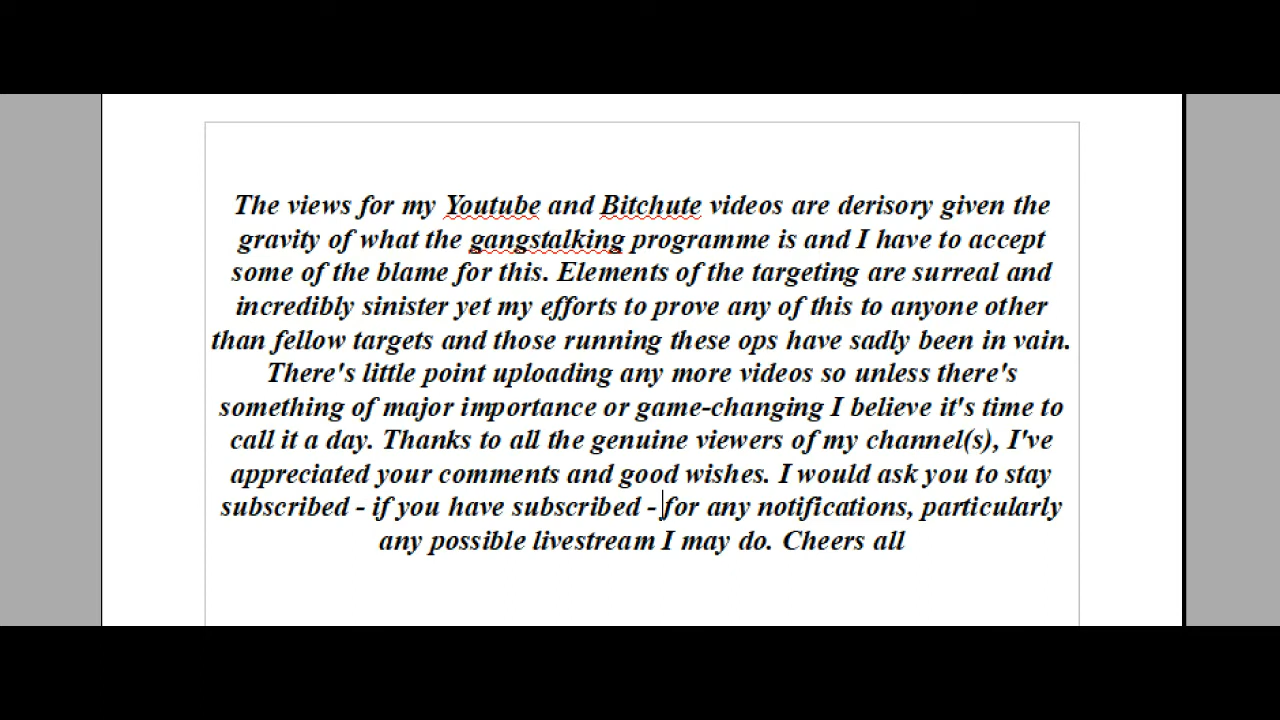 The views for my Youtube and Bitchute videos are derisory given the
gravity of what the gangstalking programme is and I have to accept
some of the blame for this. Elements of the targeting are surreal and
incredibly sinister yet my efforts to prove any of this to anyone other
than fellow targets and those running these ops have sadly been in vain.
There's little point uploading any more videos so unless there's
something of major importance or game-changing I believe it's time to
call it a day. Thanks to all the genuine viewers of my channel(s), I've
appreciated your comments and good wishes. I would ask you to stay
subscribed - if you have subscribed - for any notifications, particularly
any possible livestream I may do. Cheers all